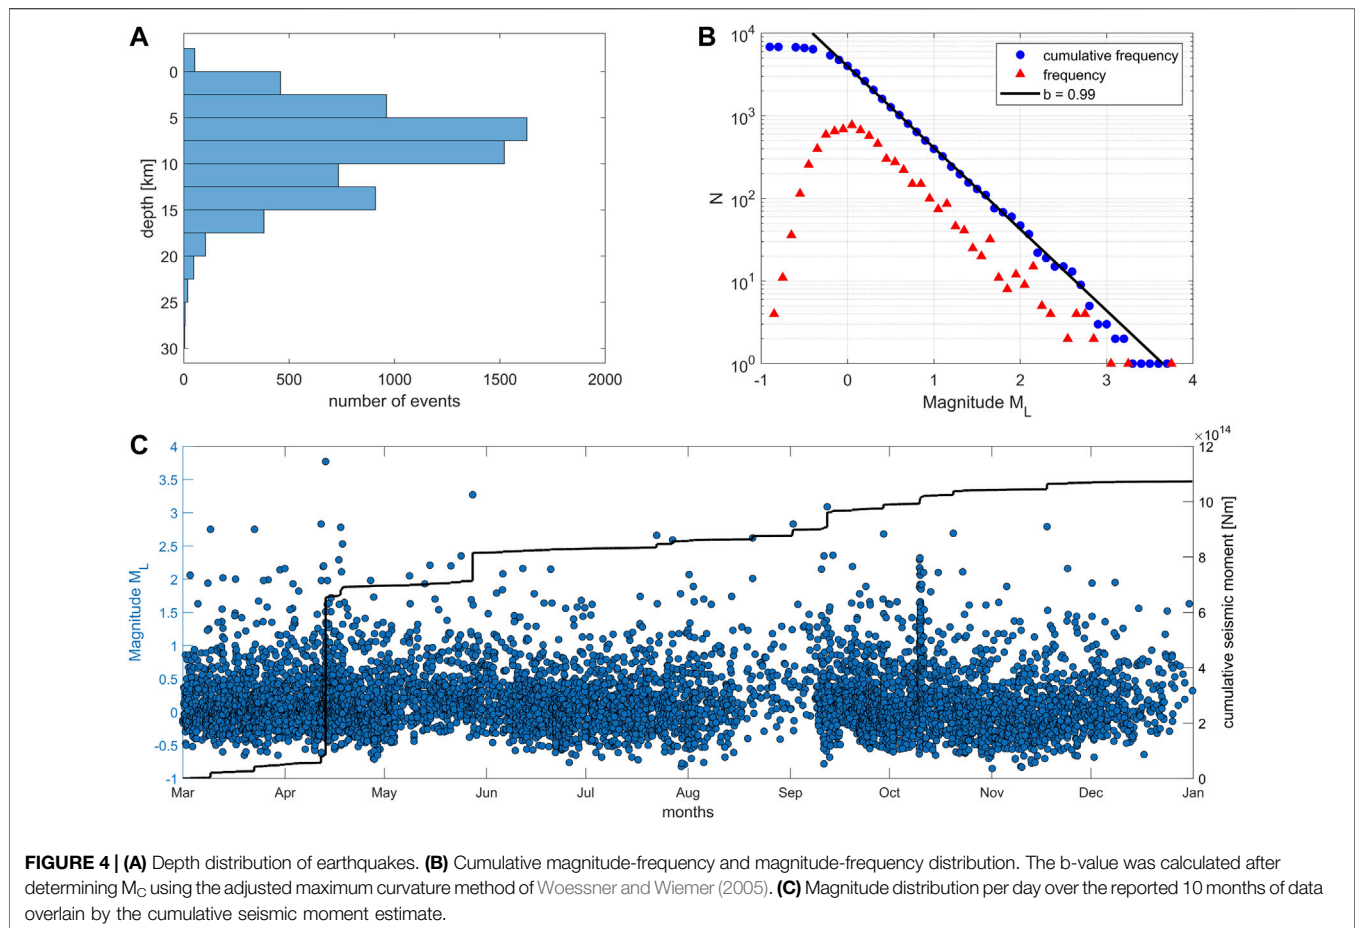 A
0
5
10
15
20
25
30
depth [km]
0
500
1000
1500
2000
number of events
B
10^4
10^3
10^2
10^1
10^0
N
cumulative frequency
frequency
b = 0.99
-1
0
1
2
3
4
Magnitude M_L
C
4
3.5
3
2.5
2
1.5
1
0.5
0
-0.5
-1
Magnitude M_L
×10^14
12
10
8
6
4
2
0
cumulative seismic moment [Nm]
Mar
Apr
May
Jun
Jul
Aug
Sep
Oct
Nov
Dec
Jan
months
FIGURE 4 | (A) Depth distribution of earthquakes. (B) Cumulative magnitude-frequency and magnitude-frequency distribution. The b-value was calculated after
determining M_C using the adjusted maximum curvature method of Woessner and Wiemer (2005). (C) Magnitude distribution per day over the reported 10 months of data
overlain by the cumulative seismic moment estimate.